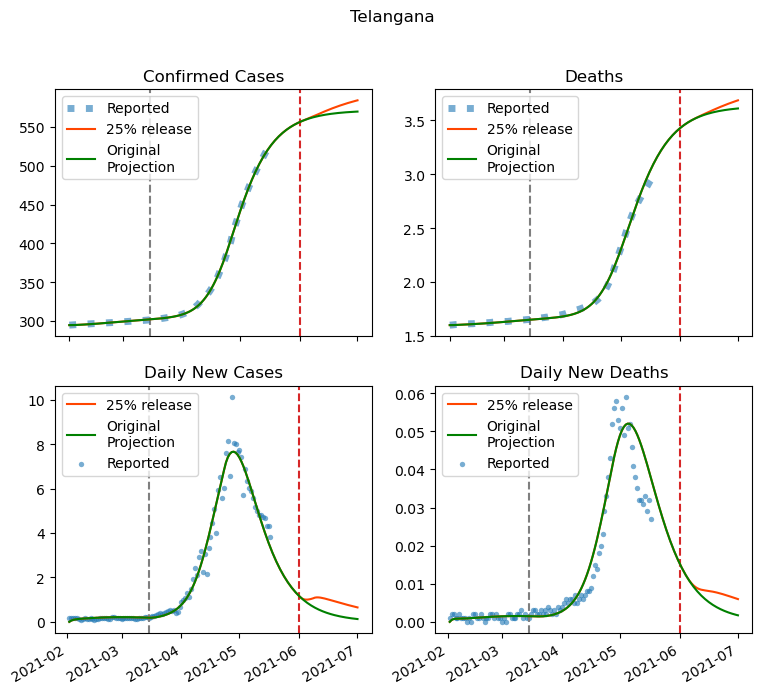 Telangana
Confirmed Cases
Reported
25% release
Original
Projection
550
500
450
400
350
300
Deaths
Reported
25% release
Original
Projection
3.5
3.0
2.5
2.0
1.5
Daily New Cases
25% release
Original
Projection
Reported
10
8
6
4
2
0
2021-02
2021-03
2021-04
2021-05
2021-06
2021-07
Daily New Deaths
25% release
Original
Projection
Reported
0.06
0.05
0.04
0.03
0.02
0.01
0.00
2021-02
2021-03
2021-04
2021-05
2021-06
2021-07